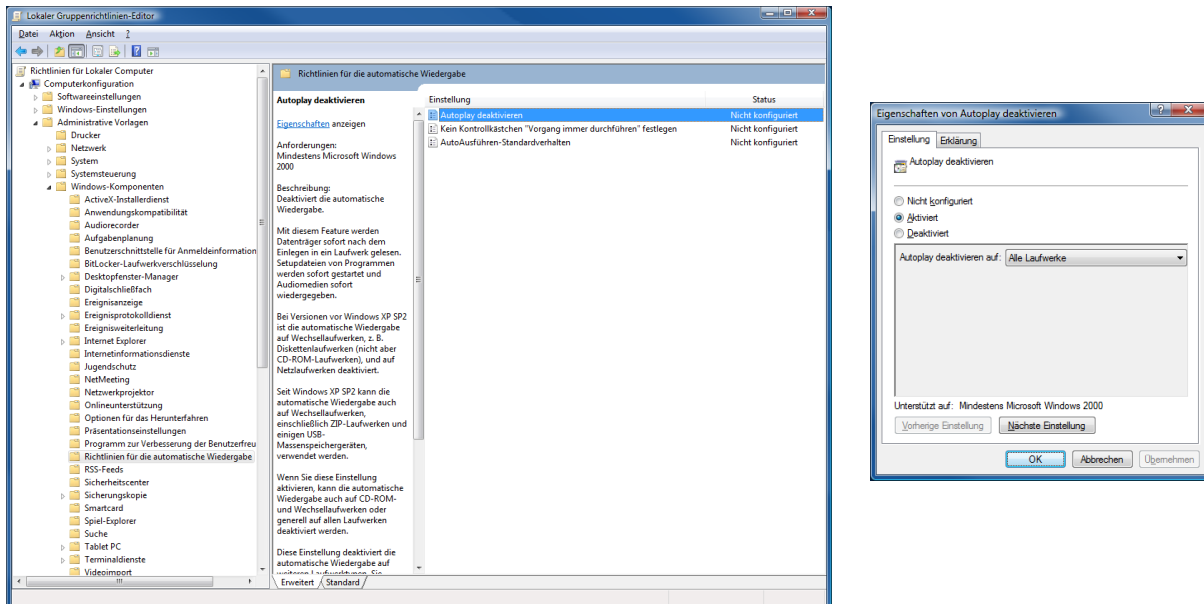 Lokaler Gruppenrichtlinien-Editor
Datei Aktion Ansicht ?
Richtlinien für Lokaler Computer
Computerkonfiguration
Softwareeinstellungen
Windows-Einstellungen
Administrative Vorlagen
Drucker
Netzwerk
System
Systemsteuerung
Windows-Komponenten
ActiveX-Installerdienst
Anwendungskompatibilität
Audiorecorder
Aufgabenplanung
Benutzerschnittstelle für Anmeldeinformation
BitLocker-Laufwerkverschlüsselung
Desktopfenster-Manager
Digitalschließfach
Ereignisanzeige
Ereignisprotokolldienst
Ereignisweiterleitung
Internet Explorer
Internetinformationsdienste
Jugendschutz
NetMeeting
Netzwerkprojektor
Onlineunterstützung
Optionen für das Herunterfahren
Präsentationseinstellungen
Programm zur Verbesserung der Benutzerfreu
Richtlinien für die automatische Wiedergabe
RSS-Feeds
Sicherheitscenter
Sicherungskopie
Smartcard
Spiel-Explorer
Suche
Tablet PC
Terminaldienste
Videoimport
Richtlinien für die automatische Wiedergabe
Autoplay deaktivieren
Eigenschaften anzeigen
Anforderungen:
Mindestens Microsoft Windows
2000
Beschreibung:
Deaktiviert die automatische
Wiedergabe.
Mit diesem Feature werden
Datenträger sofort nach dem
Einlegen in ein Laufwerk gelesen.
Setupdateien von Programmen
werden sofort gestartet und
Audiomedien sofort
wiedergegeben.
Bei Versionen vor Windows XP SP2
ist die automatische Wiedergabe
auf Wechsellaufwerken, z. B.
Diskettenlaufwerken (nicht aber
CD-ROM-Laufwerken), und auf
Netzlaufwerken deaktiviert.
Seit Windows XP SP2 kann die
automatische Wiedergabe auch
auf Wechsellaufwerken,
einschließlich ZIP-Laufwerken und
einigen USB-
Massenspeichergeräten,
verwendet werden.
Wenn Sie diese Einstellung
aktivieren, kann die automatische
Wiedergabe auch auf CD-ROM-
und Wechsellaufwerken oder
generell auf allen Laufwerken
deaktiviert werden.
Diese Einstellung deaktiviert die
automatische Wiedergabe auf
Einstellung Status
Autoplay deaktivieren Nicht konfiguriert
Kein Kontrollkästchen "Vorgang immer durchführen" festlegen Nicht konfiguriert
AutoAusführen-Standardverhalten Nicht konfiguriert
Erweitert Standard
Eigenschaften von Autoplay deaktivieren
Einstellung Erklärung
Autoplay deaktivieren
Nicht konfiguriert
Aktiviert
Deaktiviert
Autoplay deaktivieren auf: Alle Laufwerke
Unterstützt auf: Mindestens Microsoft Windows 2000
Vorherige Einstellung Nächste Einstellung
OK Abbrechen Übernehmen